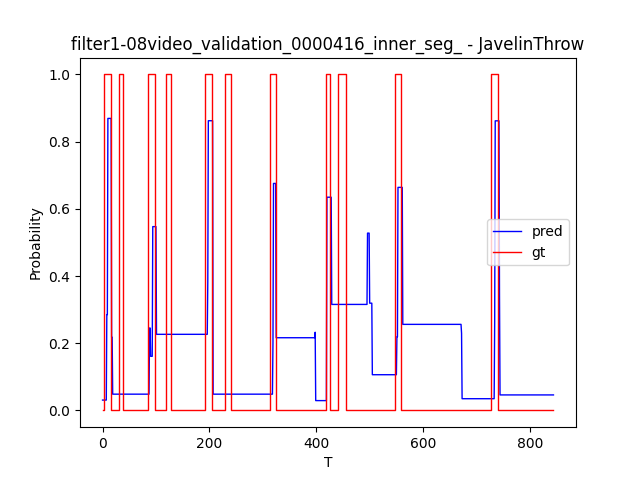 filter1-08video_validation_0000416_inner_seg_ - JavelinThrow
1.0
0.8
0.6
0.4
0.2
0.0
Probability
pred
gt
0
200
400
600
800
T